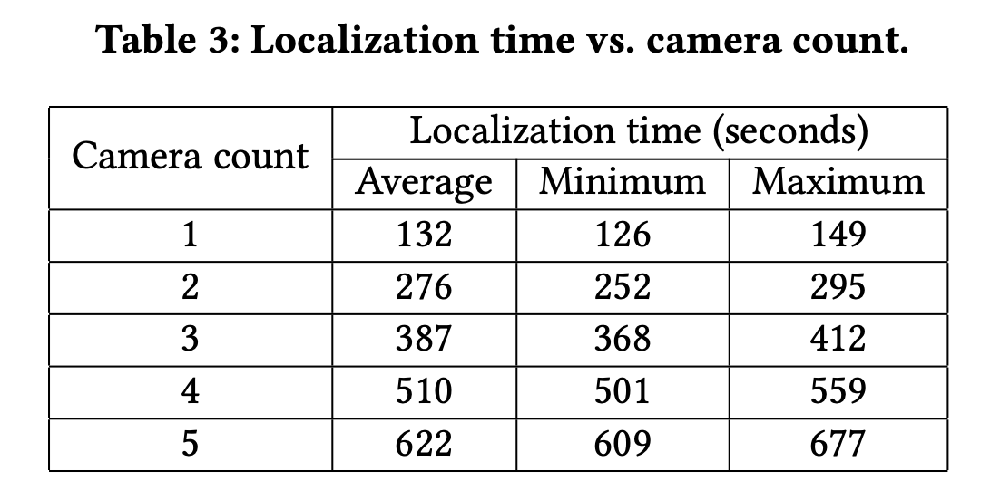 Table 3: Localization time vs. camera count.
Camera count
Localization time (seconds)
Average Minimum Maximum
1 132 126 149
2 276 252 295
3 387 368 412
4 510 501 559
5 622 609 677